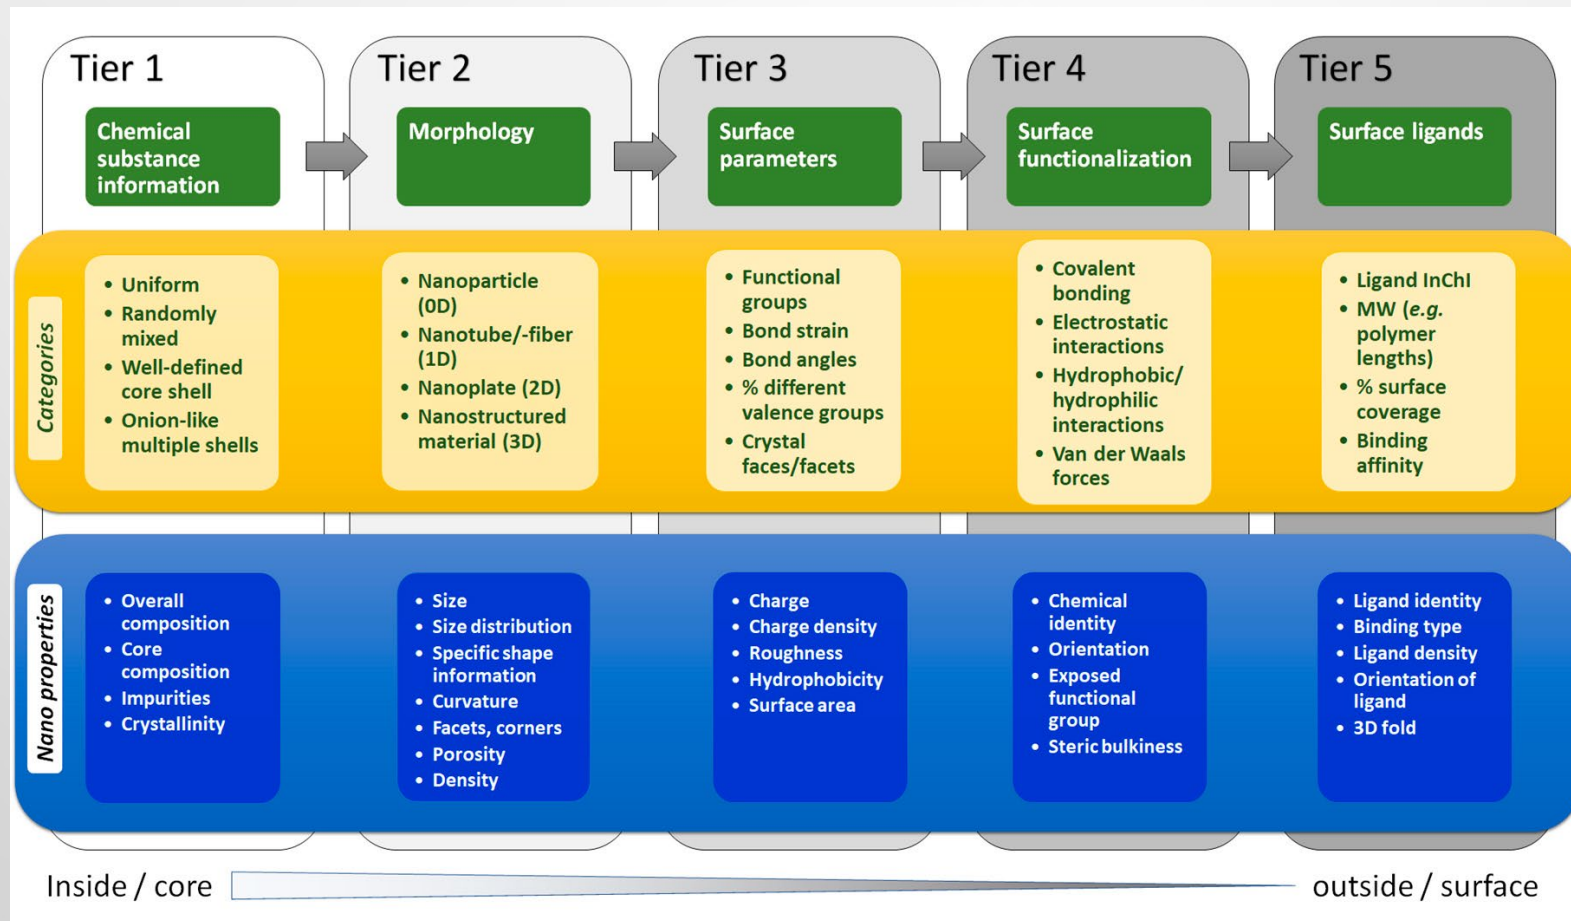 Tier 1
Tier 2
Tier 3
Tier 4
Tier 5
Chemical
substance
information
Morphology
Surface
parameters
Surface
functionalization
Surface ligands
Categories
• Uniform
• Randomly
mixed
• Well-defined
core shell
• Onion-like
multiple shells
• Nanoparticle
(0D)
• Nanotube/-fiber
(1D)
• Nanoplate (2D)
• Nanostructured
material (3D)
• Functional
groups
• Bond strain
• Bond angles
• % different
valence groups
• Crystal
faces/facets
• Covalent
bonding
• Electrostatic
interactions
• Hydrophobic/
hydrophilic
interactions
• Van der Waals
forces
• Ligand InChI
• MW (e.g.
polymer
lengths)
• % surface
coverage
• Binding
affinity
Nano properties
• Overall
composition
• Core
composition
• Impurities
• Crystallinity
• Size
• Size distribution
• Specific shape
information
• Curvature
• Facets, corners
• Porosity
• Density
• Charge
• Charge density
• Roughness
• Hydrophobicity
• Surface area
• Chemical
identity
• Orientation
• Exposed
functional
group
• Steric bulkiness
• Ligand identity
• Binding type
• Ligand density
• Orientation of
ligand
• 3D fold
Inside / core
outside / surface